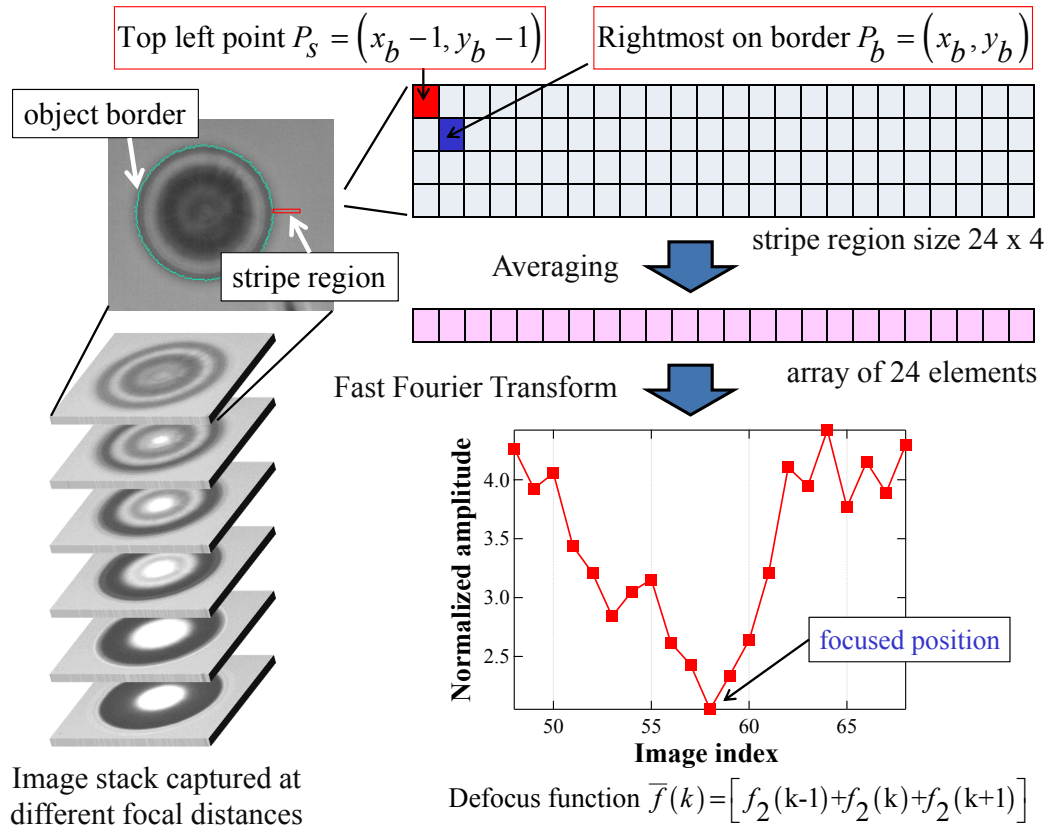 Top left point P_s = (x_b − 1, y_b − 1)
Rightmost on border P_b = (x_b, y_b)
object border
stripe region
stripe region size 24 x 4
Averaging
array of 24 elements
Fast Fourier Transform
Normalized amplitude
4.0
3.5
3.0
2.5
focused position
50 55 60 65
Image index
Image stack captured at
different focal distances
Defocus function f̅(k)=[f₂(k-1)+f₂(k)+f₂(k+1)]